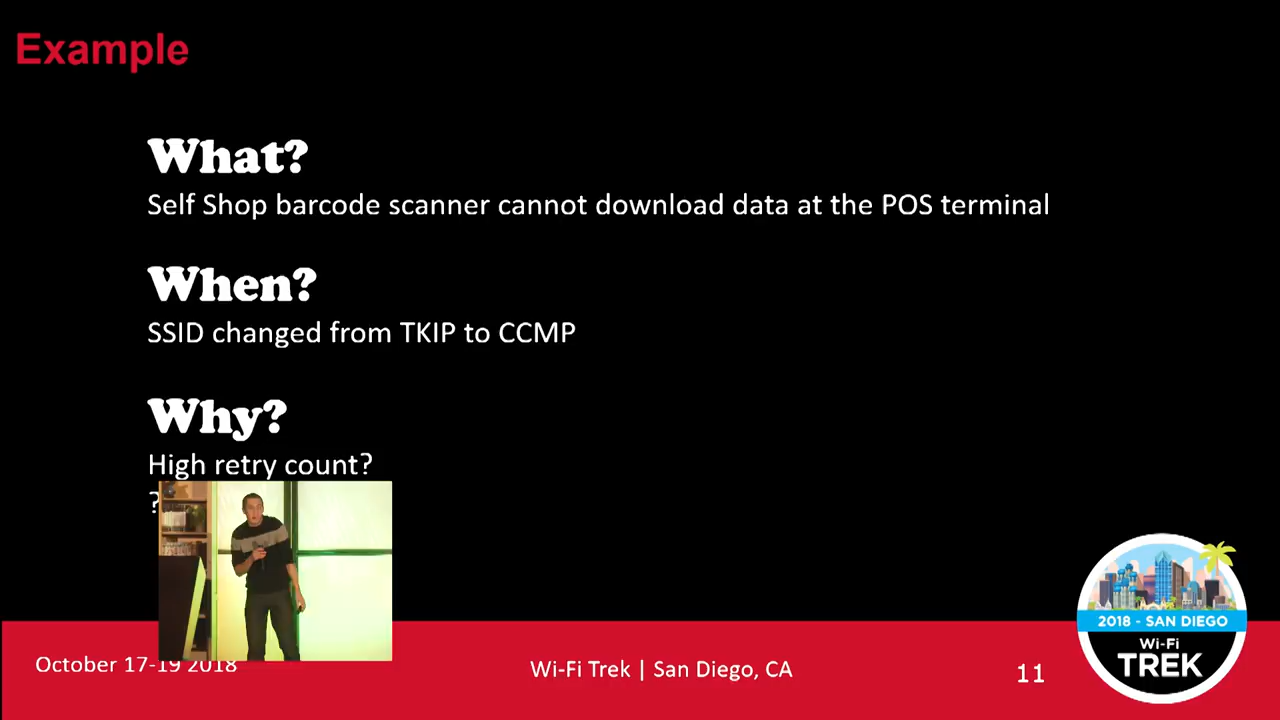 Example
What?
Self Shop barcode scanner cannot download data at the POS terminal
When?
SSID changed from TKIP to CCMP
Why?
High retry count?
?
October 17-19 2018
Wi-Fi Trek | San Diego, CA
11
2018 - SAN DIEGO
Wi-Fi
TREK